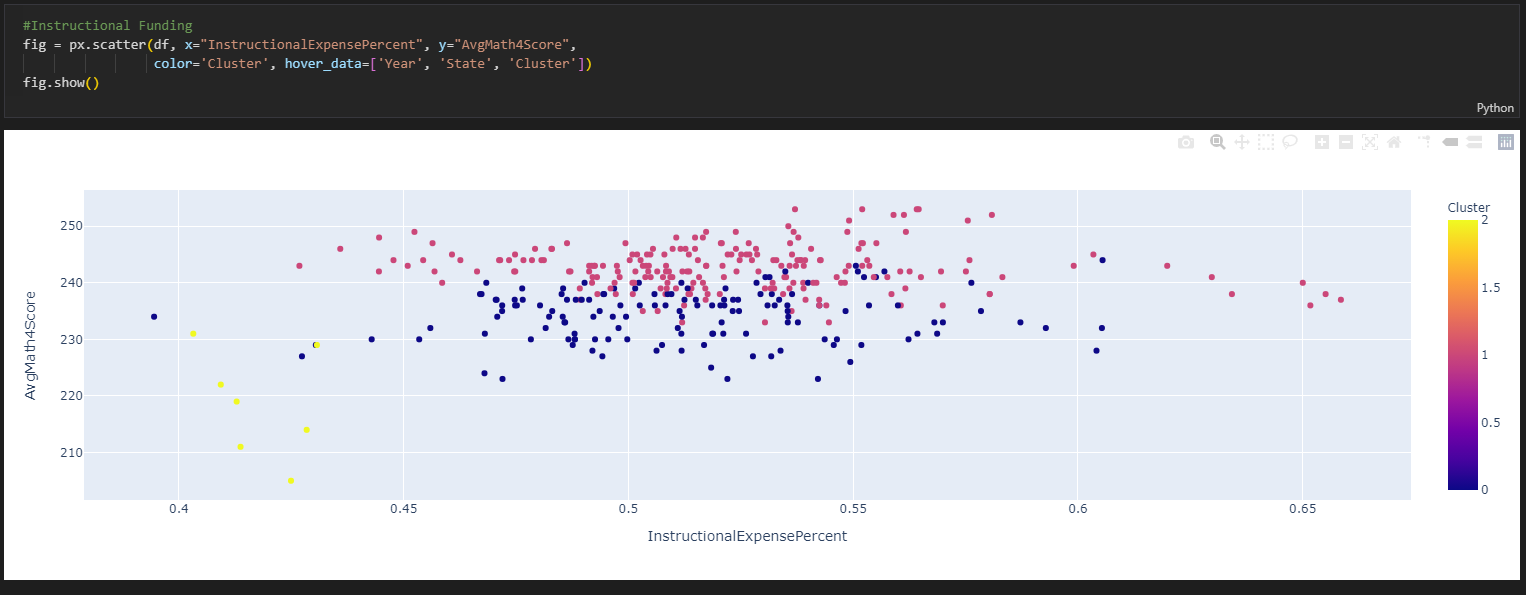 #Instructional Funding
fig = px.scatter(df, x="InstructionalExpensePercent", y="AvgMath4Score",
color='Cluster', hover_data=['Year', 'State', 'Cluster'])
fig.show()
Python
Cluster
250
240
230
220
210
AvgMath4Score
2
1.5
1
0.5
0
0.4 0.45 0.5 0.55 0.6 0.65
InstructionalExpensePercent